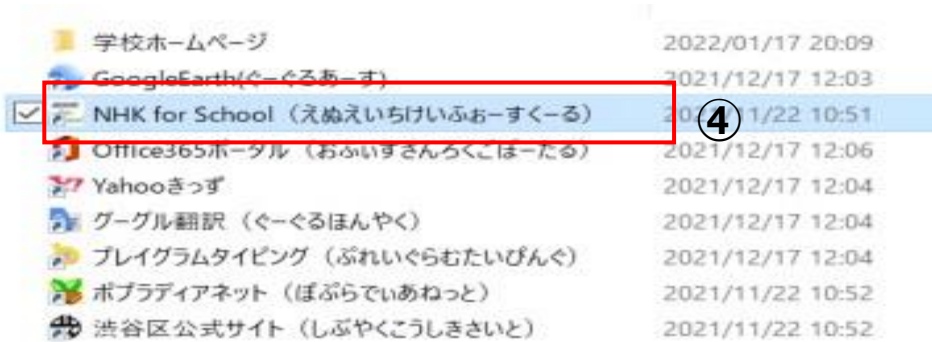 学校ホームページ 2022/01/17 20:09
GoogleEarth(ぐーぐるあーす) 2021/12/17 12:03
NHK for School（えぬえいちけいふぉーすくーる） ④ 1/22 10:51
Office365ポータル（おふぃすさんろくごぽーたる） 2021/12/17 12:06
Yahooきっず 2021/12/17 12:04
グーグル翻訳（ぐーぐるほんやく） 2021/12/17 12:04
プレイグラムタイピング（ぷれいぐらむたいぴんぐ） 2021/12/17 12:04
ポプラディアネット（ぽぷらでぃあねっと） 2021/11/22 10:52
渋谷区公式サイト（しぶやくこうしきさいと） 2021/11/22 10:52